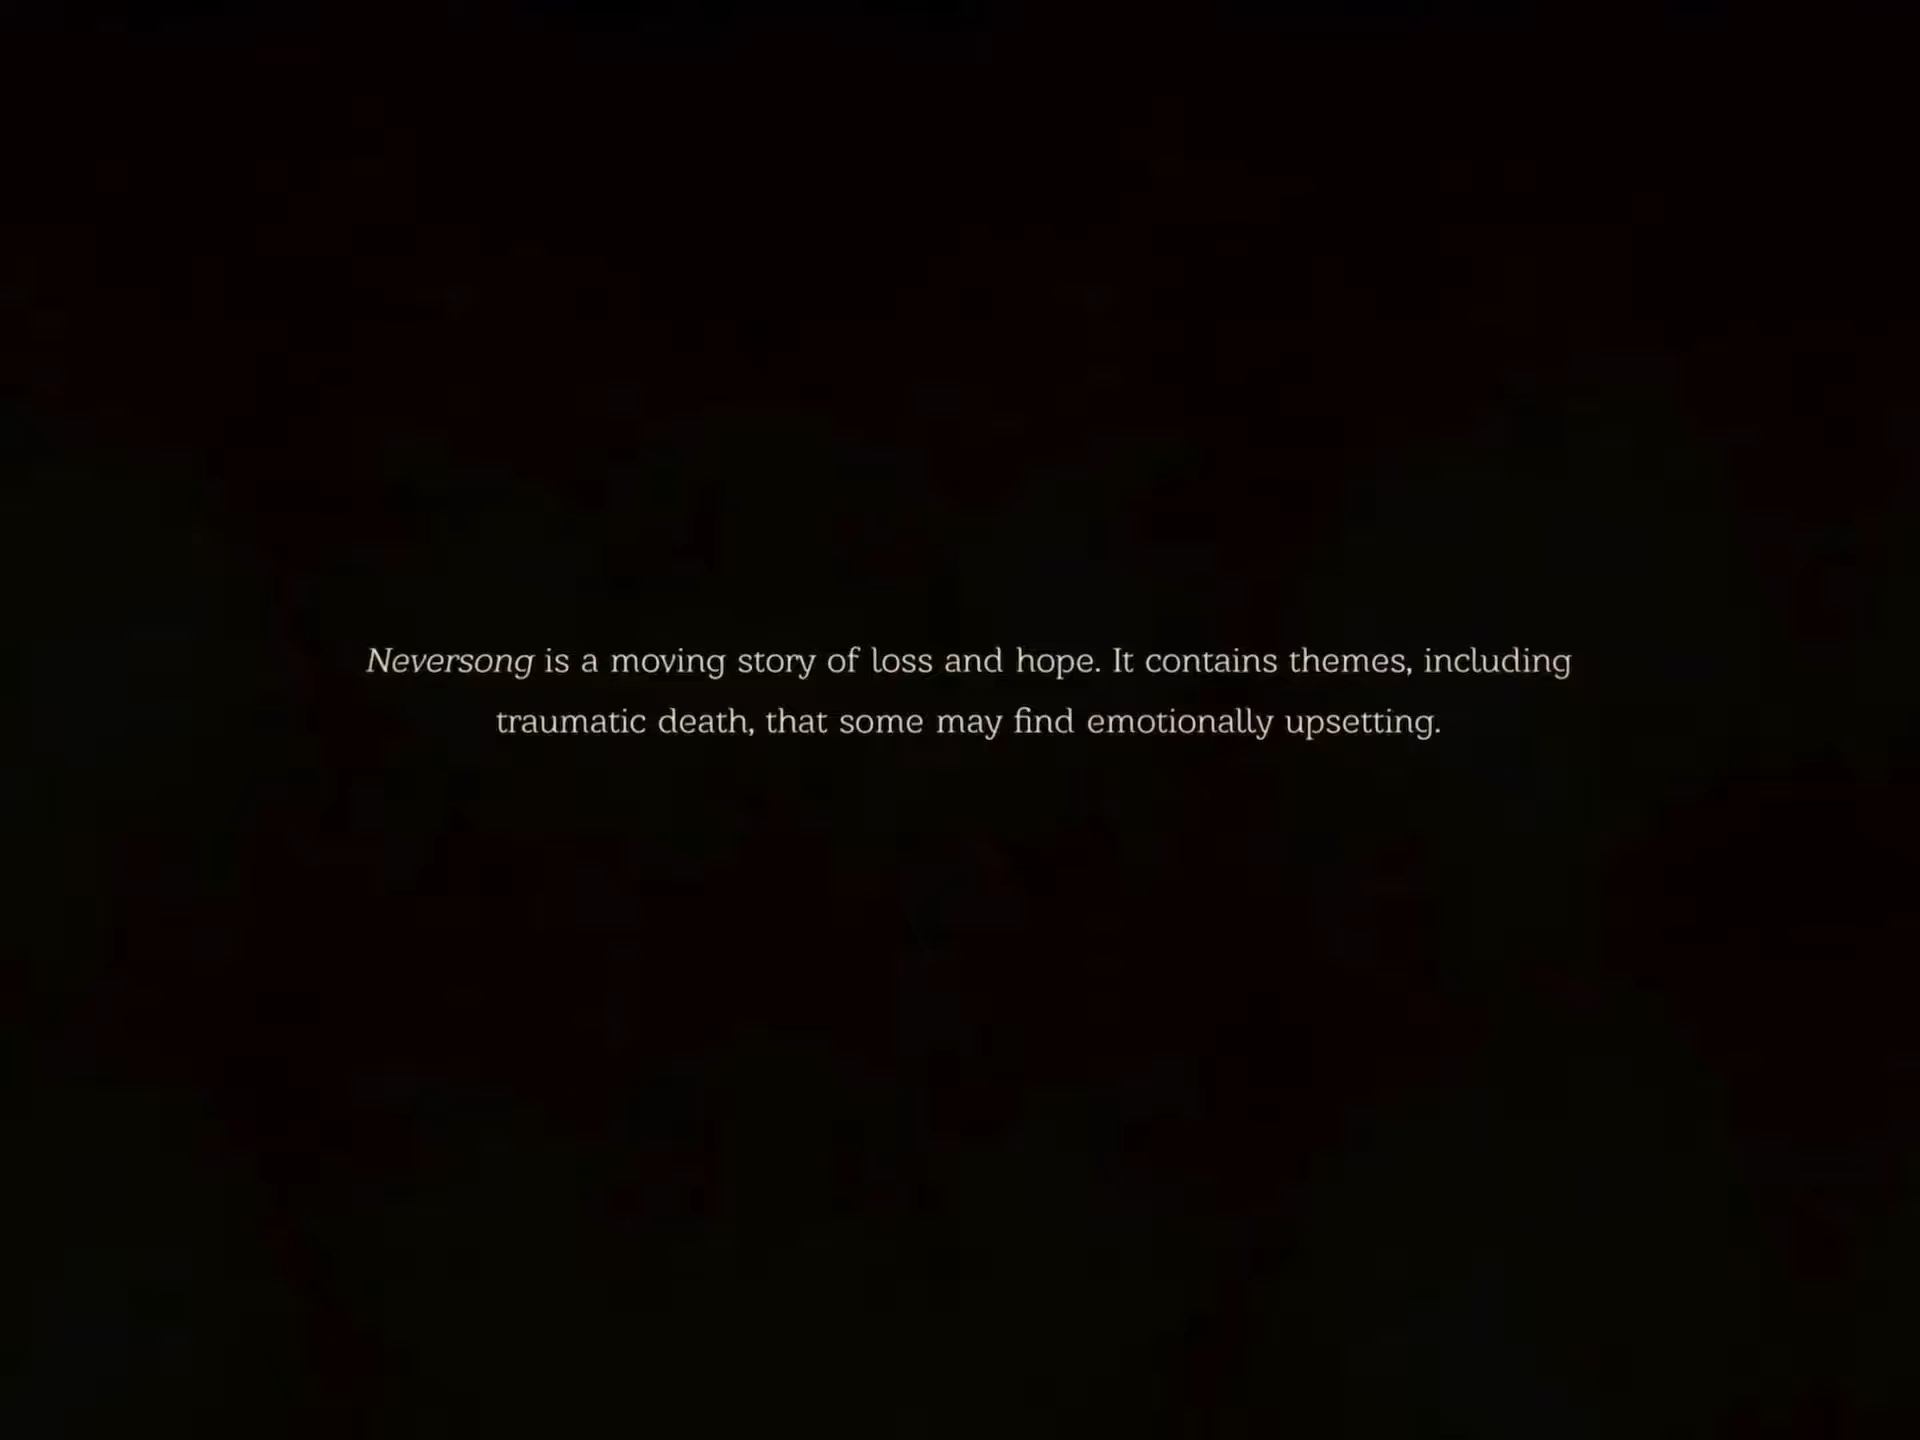 Neversong is a moving story of loss and hope. It contains themes, including
traumatic death, that some may find emotionally upsetting.